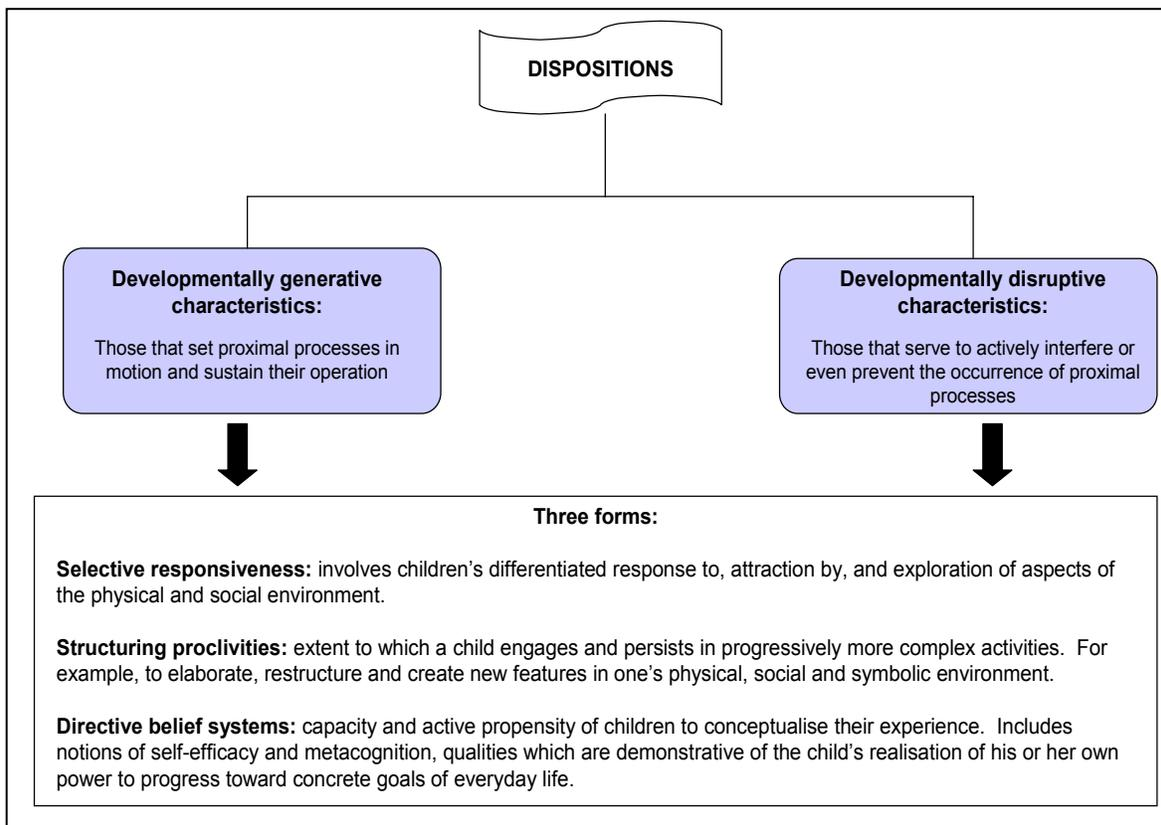 DISPOSITIONS
Developmentally generative
characteristics:
Those that set proximal processes in
motion and sustain their operation
Developmentally disruptive
characteristics:
Those that serve to actively interfere or
even prevent the occurrence of proximal
processes
Three forms:
Selective responsiveness: involves children’s differentiated response to, attraction by, and exploration of aspects of
the physical and social environment.
Structuring proclivities: extent to which a child engages and persists in progressively more complex activities.  For
example, to elaborate, restructure and create new features in one’s physical, social and symbolic environment.
Directive belief systems: capacity and active propensity of children to conceptualise their experience.  Includes
notions of self-efficacy and metacognition, qualities which are demonstrative of the child’s realisation of his or her own
power to progress toward concrete goals of everyday life.